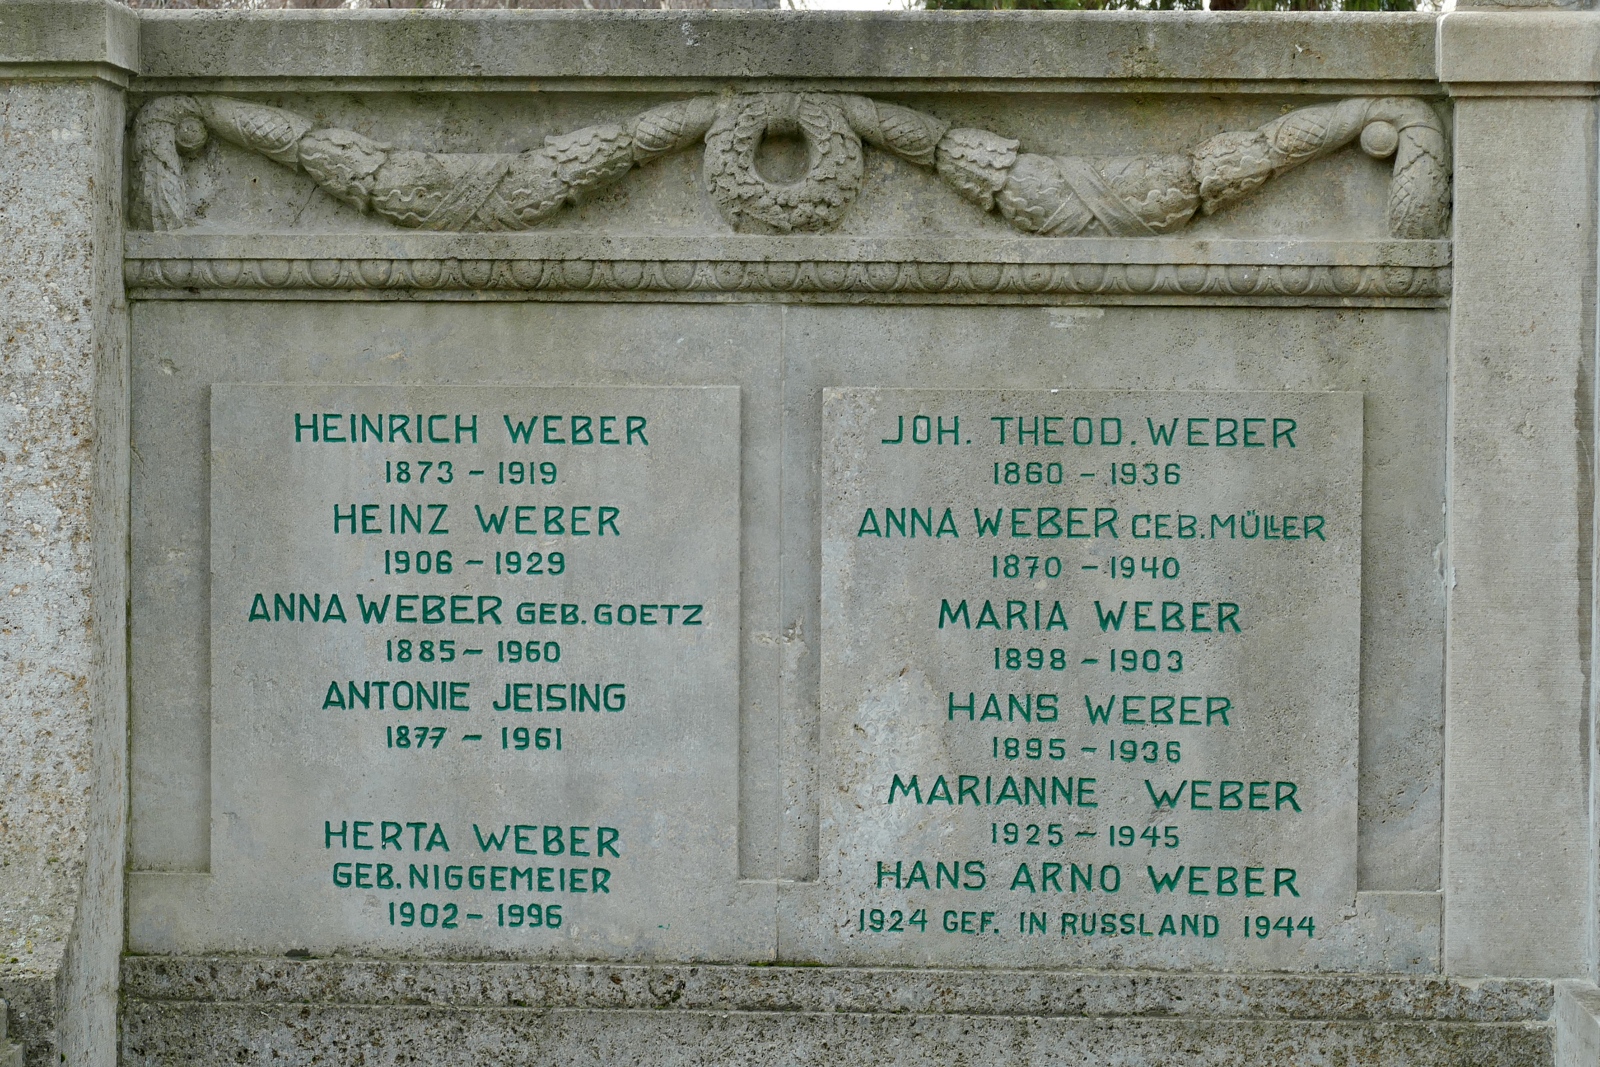 HEINRICH WEBER
1873 – 1919
HEINZ WEBER
1906 – 1929
ANNA WEBER GEB. GOETZ
1885 – 1960
ANTONIE JEISING
1877 – 1961
HERTA WEBER
GEB. NIGGEMEIER
1902 – 1996
JOH. THEOD. WEBER
1860 – 1936
ANNA WEBER GEB. MÜLLER
1870 – 1940
MARIA WEBER
1898 – 1903
HANS WEBER
1895 – 1936
MARIANNE WEBER
1925 – 1945
HANS ARNO WEBER
1924 GEF. IN RUSSLAND 1944